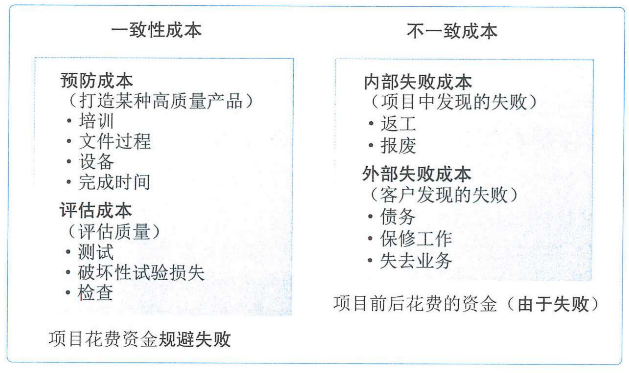 一致性成本
预防成本
（打造某种高质量产品）
・培训
・文件过程
・设备
・完成时间
评估成本
（评估质量）
・测试
・破坏性试验损失
・检查
项目花费资金规避失败
不一致成本
内部失败成本
（项目中发现的失败）
・返工
・报废
外部失败成本
（客户发现的失败）
・债务
・保修工作
・失去业务
项目前后花费的资金（由于失败）